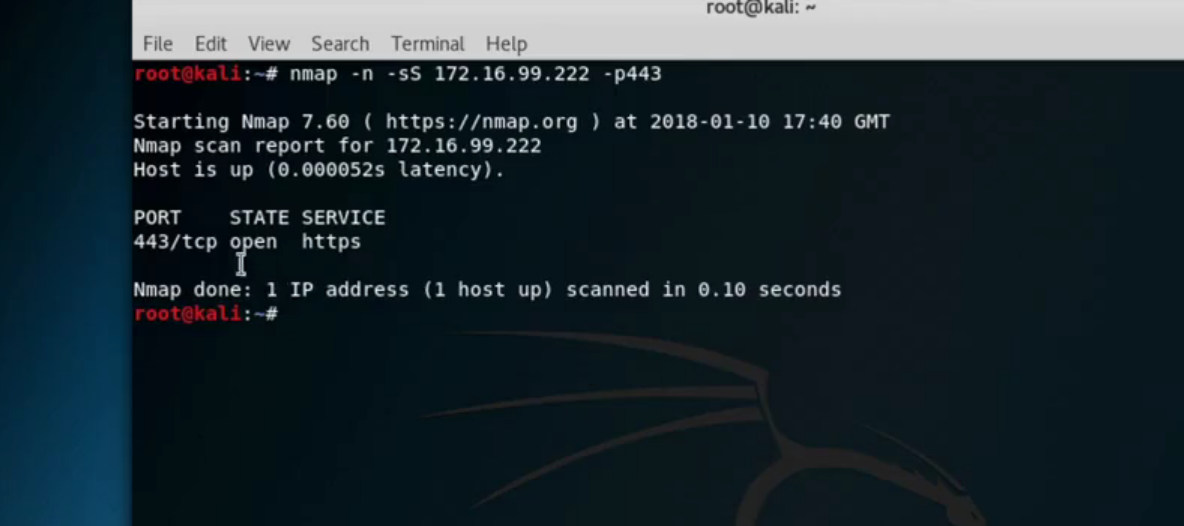 root@kali: ~
File Edit View Search Terminal Help
root@kali:~# nmap -n -sS 172.16.99.222 -p443
Starting Nmap 7.60 ( https://nmap.org ) at 2018-01-10 17:40 GMT
Nmap scan report for 172.16.99.222
Host is up (0.000052s latency).
PORT    STATE SERVICE
443/tcp open  https
Nmap done: 1 IP address (1 host up) scanned in 0.10 seconds
root@kali:~#